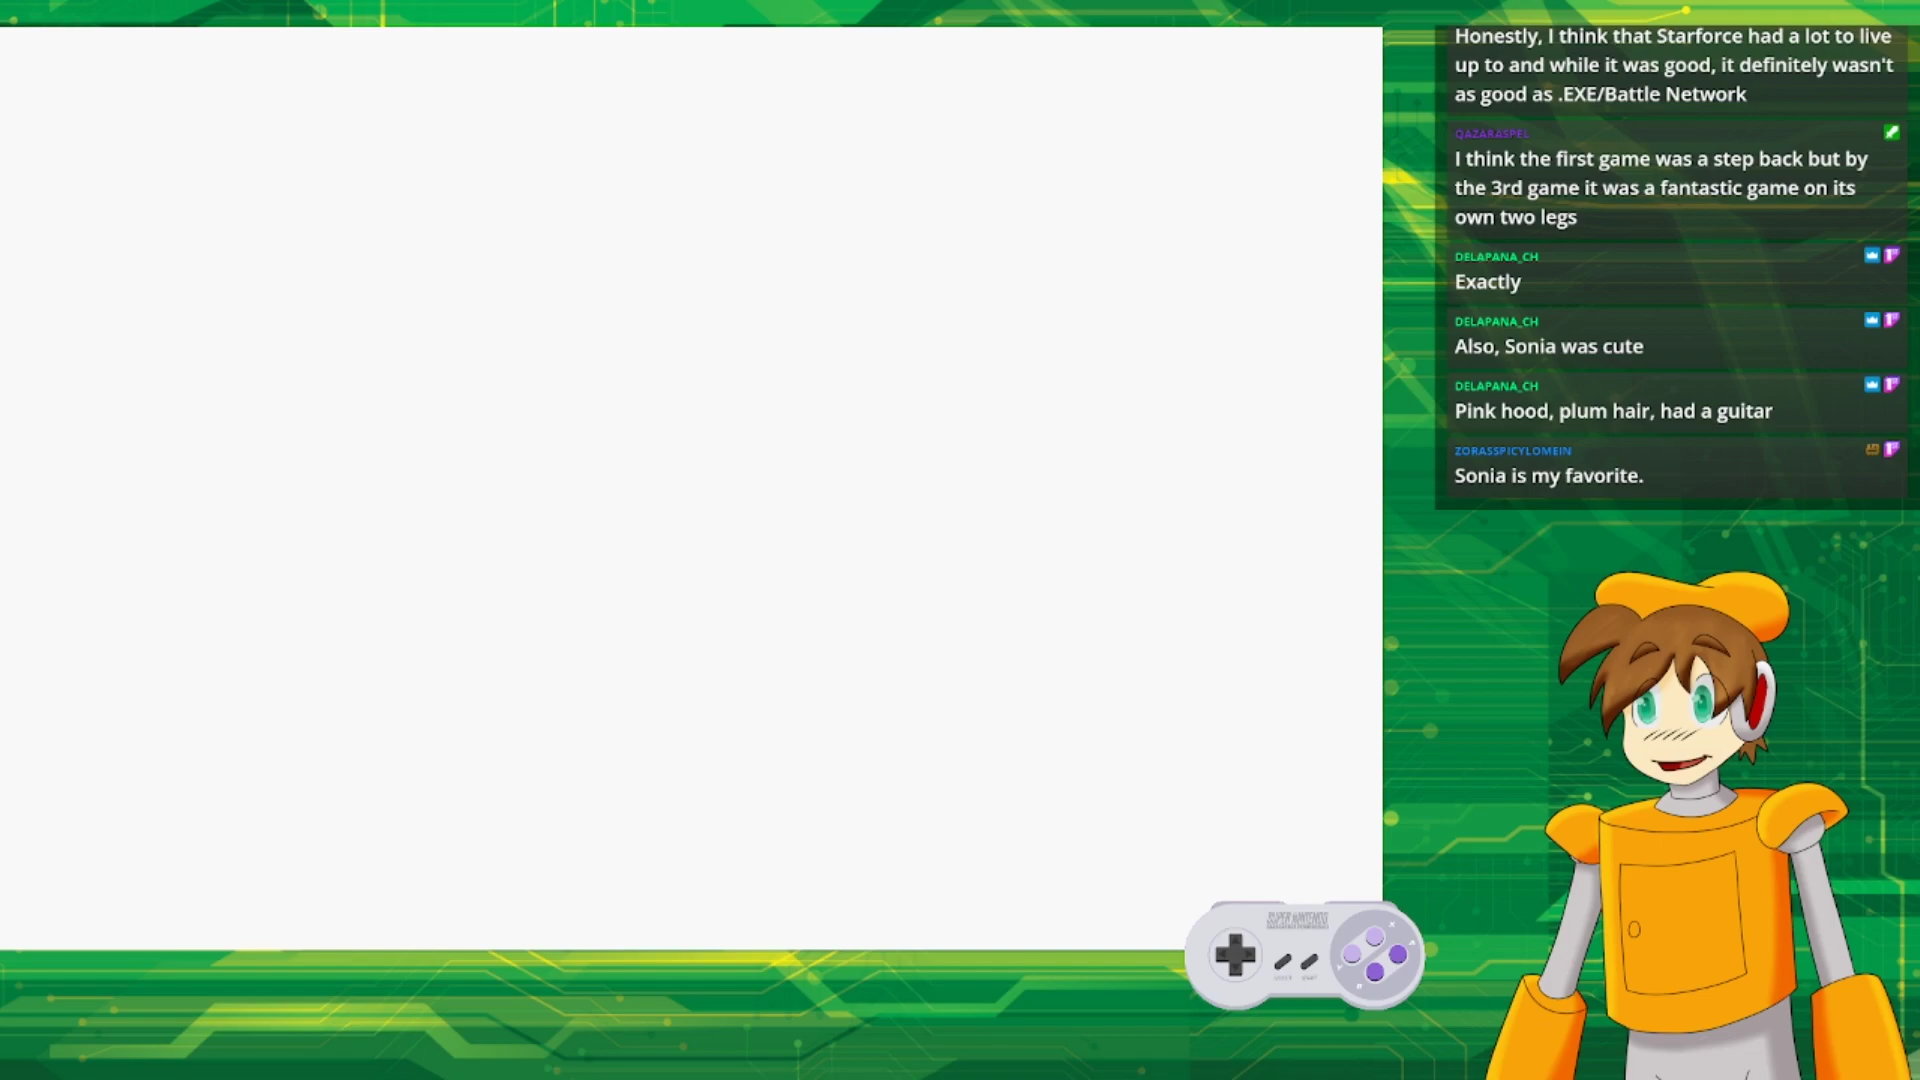 Honestly, I think that Starforce had a lot to live
up to and while it was good, it definitely wasn't
as good as .EXE/Battle Network
QAZARASPEL
I think the first game was a step back but by
the 3rd game it was a fantastic game on its
own two legs
DELAPANA_CH
Exactly
DELAPANA_CH
Also, Sonia was cute
DELAPANA_CH
Pink hood, plum hair, had a guitar
ZORASSPICYLOMEIN
Sonia is my favorite.
SUPER NINTENDO